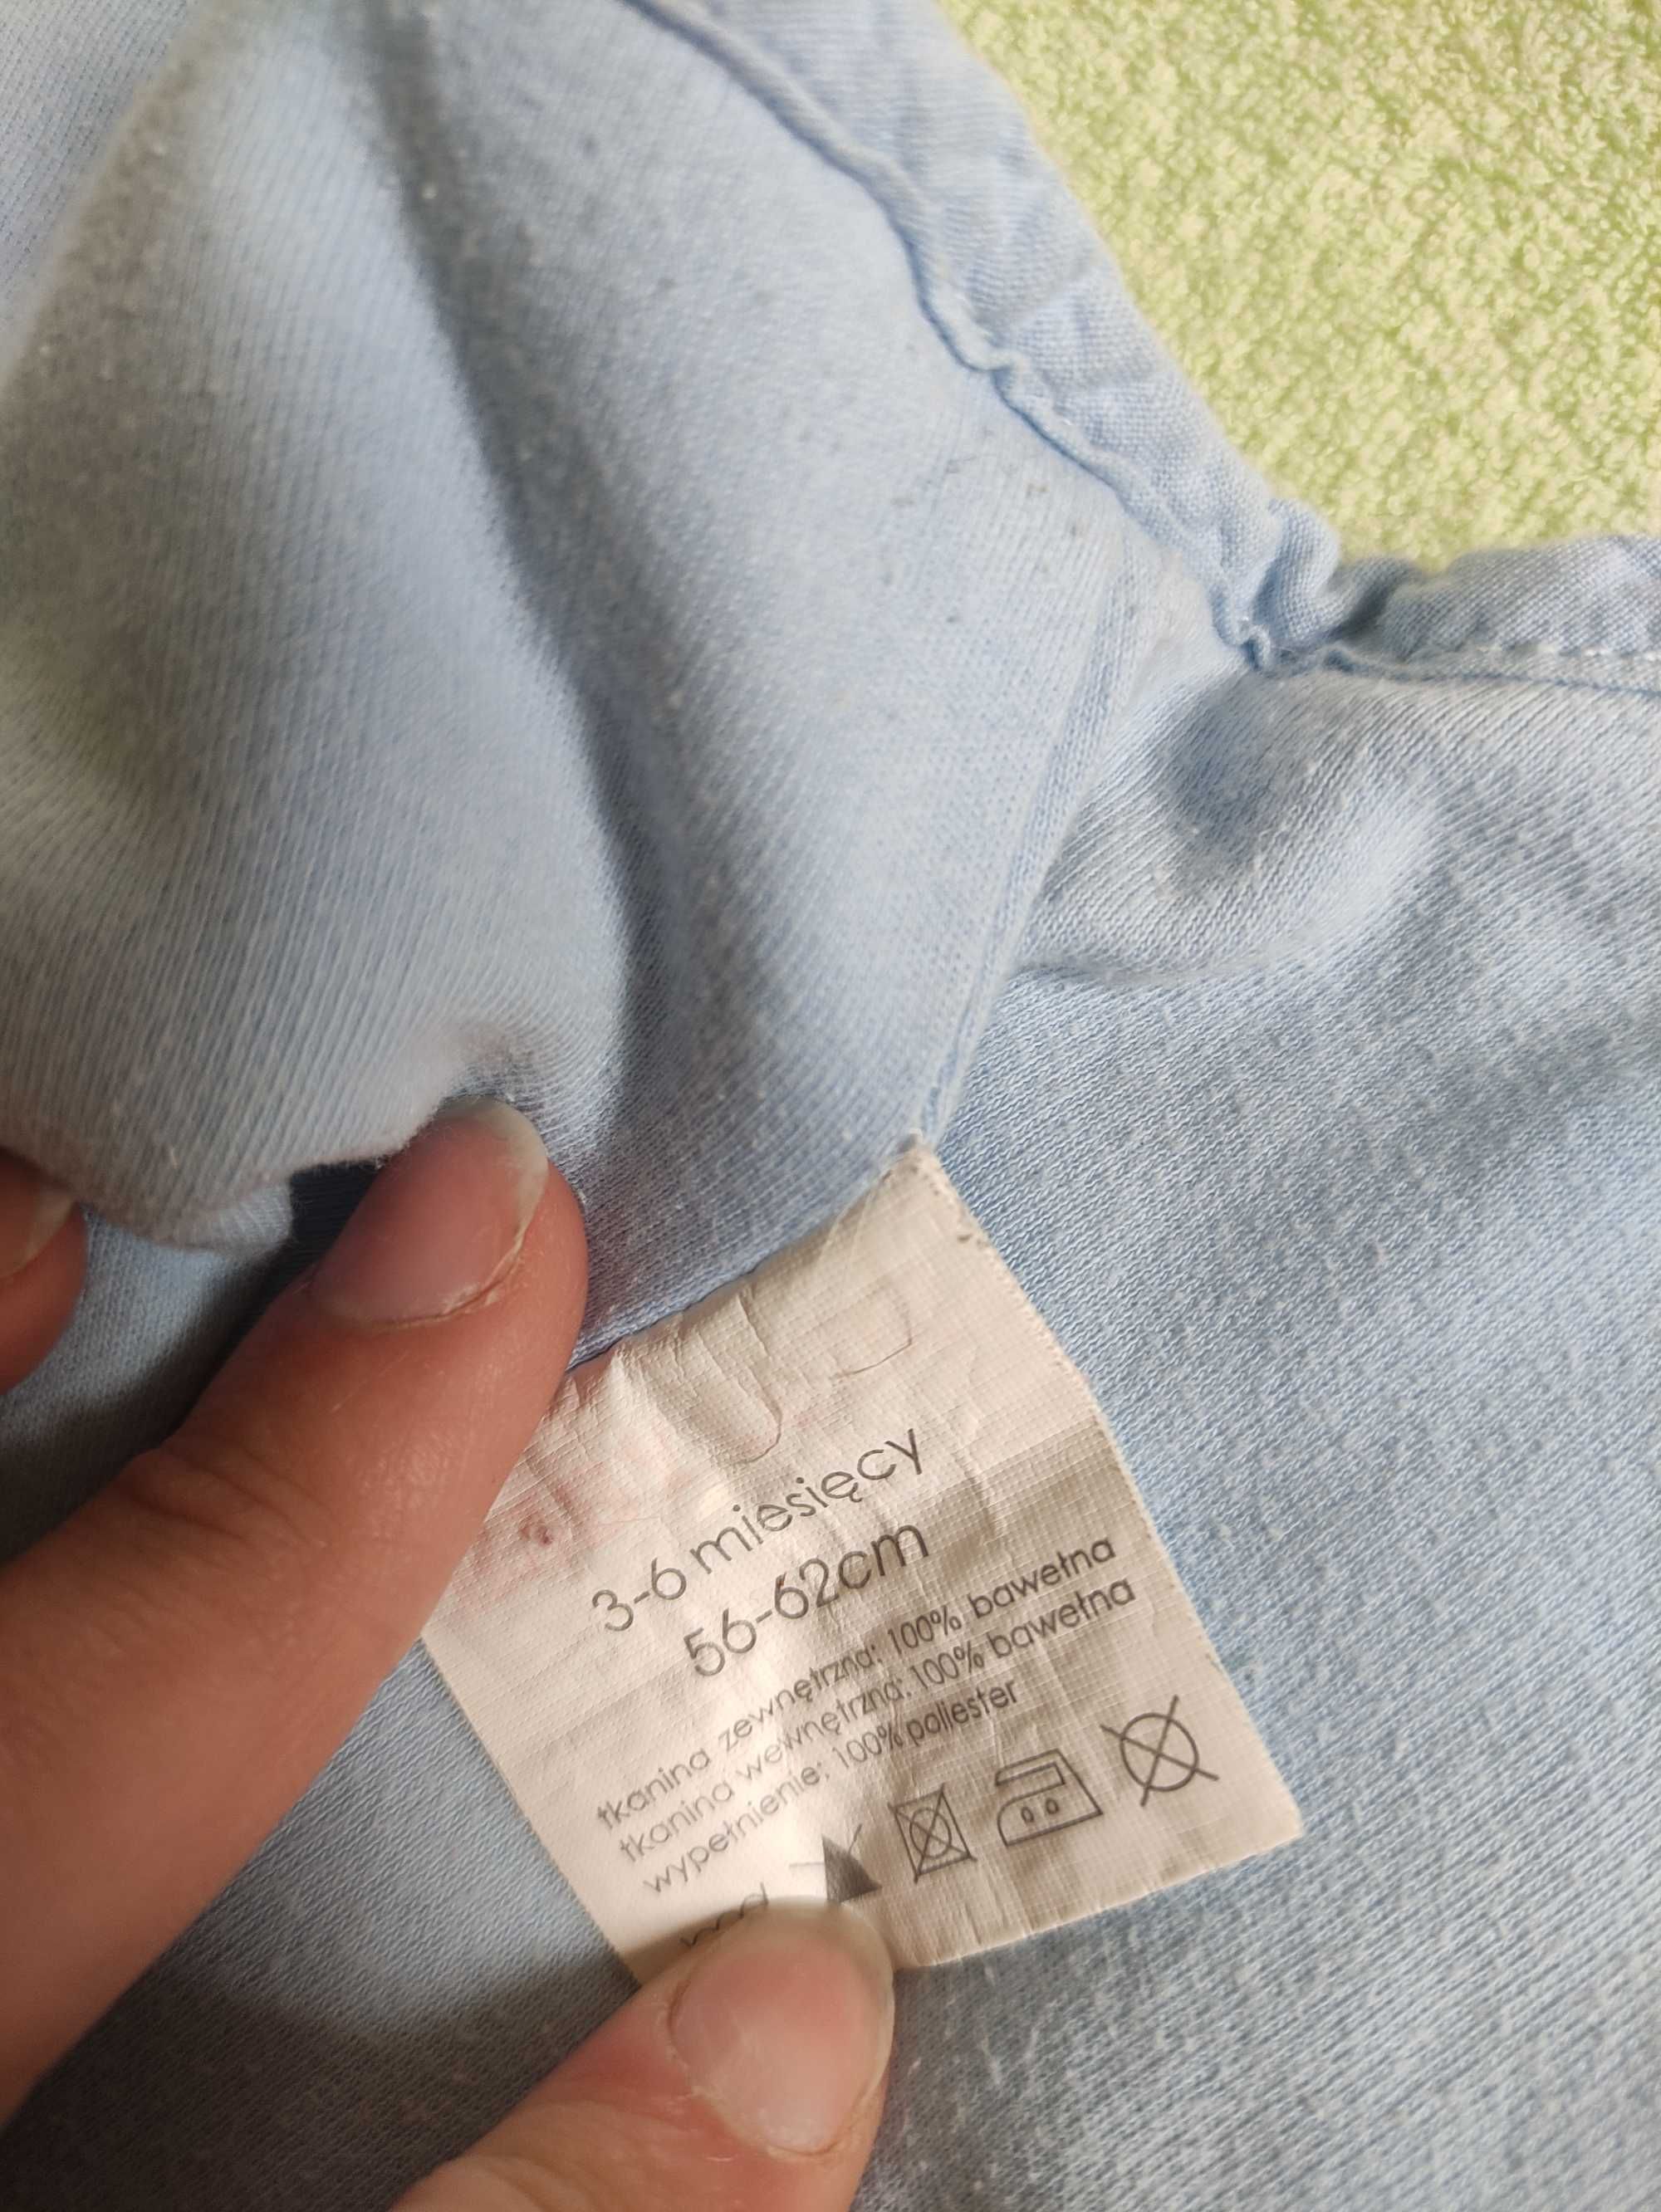 3-6 miesięcy
56-62cm
tkanina zewnętrzna: 100% bawełna
tkanina wewnętrzna: 100% bawełna
wypełnienie: 100% poliester